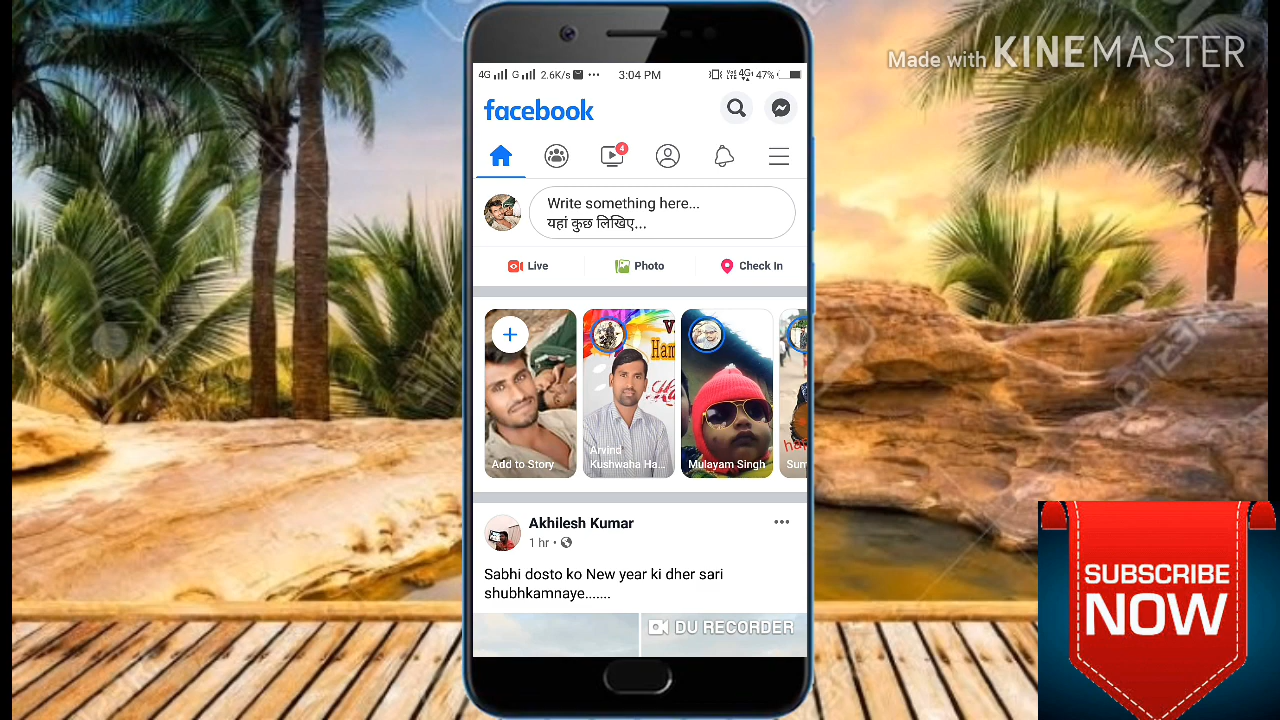 Made with KINEMASTER
4G G 2.6K/s 3:04 PM 4G 47%
facebook
4
Write something here...
यहां कुछ लिखिए...
Live Photo Check In
Ham
Add to Story
Arvind
Kushwaha Ha...
Mulayam Singh
Sum
Akhilesh Kumar
1 hr
Sabhi dosto ko New year ki dher sari
shubhkamnaye.......
DU RECORDER
SUBSCRIBE
NOW